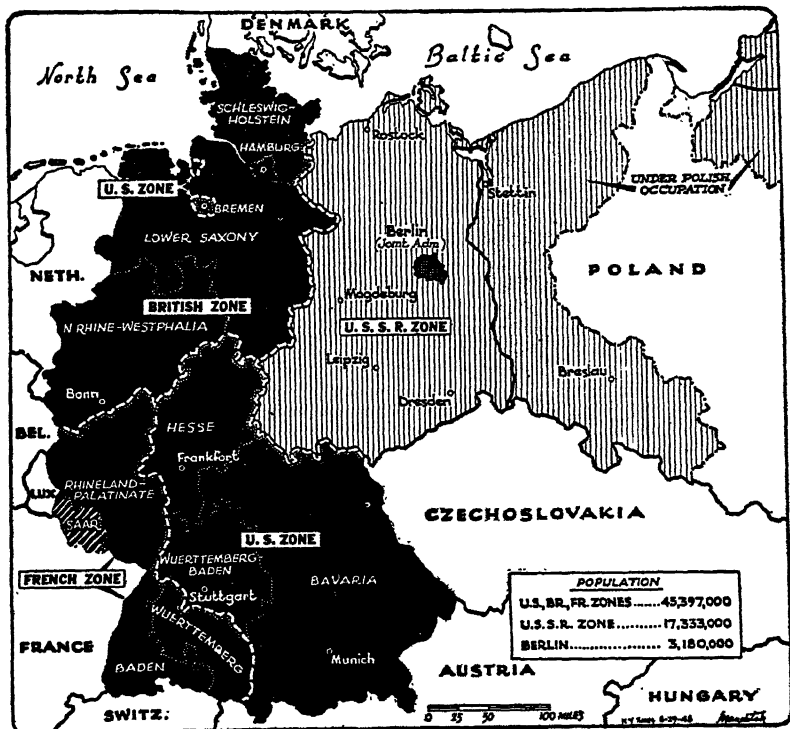 DENMARK
North Sea
Baltic Sea
SCHLESWIG-
HOLSTEIN
Rostock
HAMBURG
UNDER POLISH
OCCUPATION
U.S. ZONE
Stettin
BREMEN
Berlin
(Joint Adm)
LOWER SAXONY
NETH.
POLAND
Magdeburg
BRITISH ZONE
N RHINE-WESTPHALIA
U.S.S.R. ZONE
Leipzig
Breslau
Bonn
Dresden
HESSE
BEL.
Frankfort
RHINELAND-
PALATINATE
LUX
CZECHOSLOVAKIA
SAAR
U.S. ZONE
WUERTTEMBERG
BADEN
FRENCH ZONE
BAVARIA
Stuttgart
POPULATION
U.S., BR., FR. ZONES......45,397,000
U.S.S.R. ZONE..........17,333,000
BERLIN.................... 3,180,000
WUERTTEMBERG
FRANCE
Munich
BADEN
AUSTRIA
HUNGARY
SWITZ.
0 25 50 100 MILES